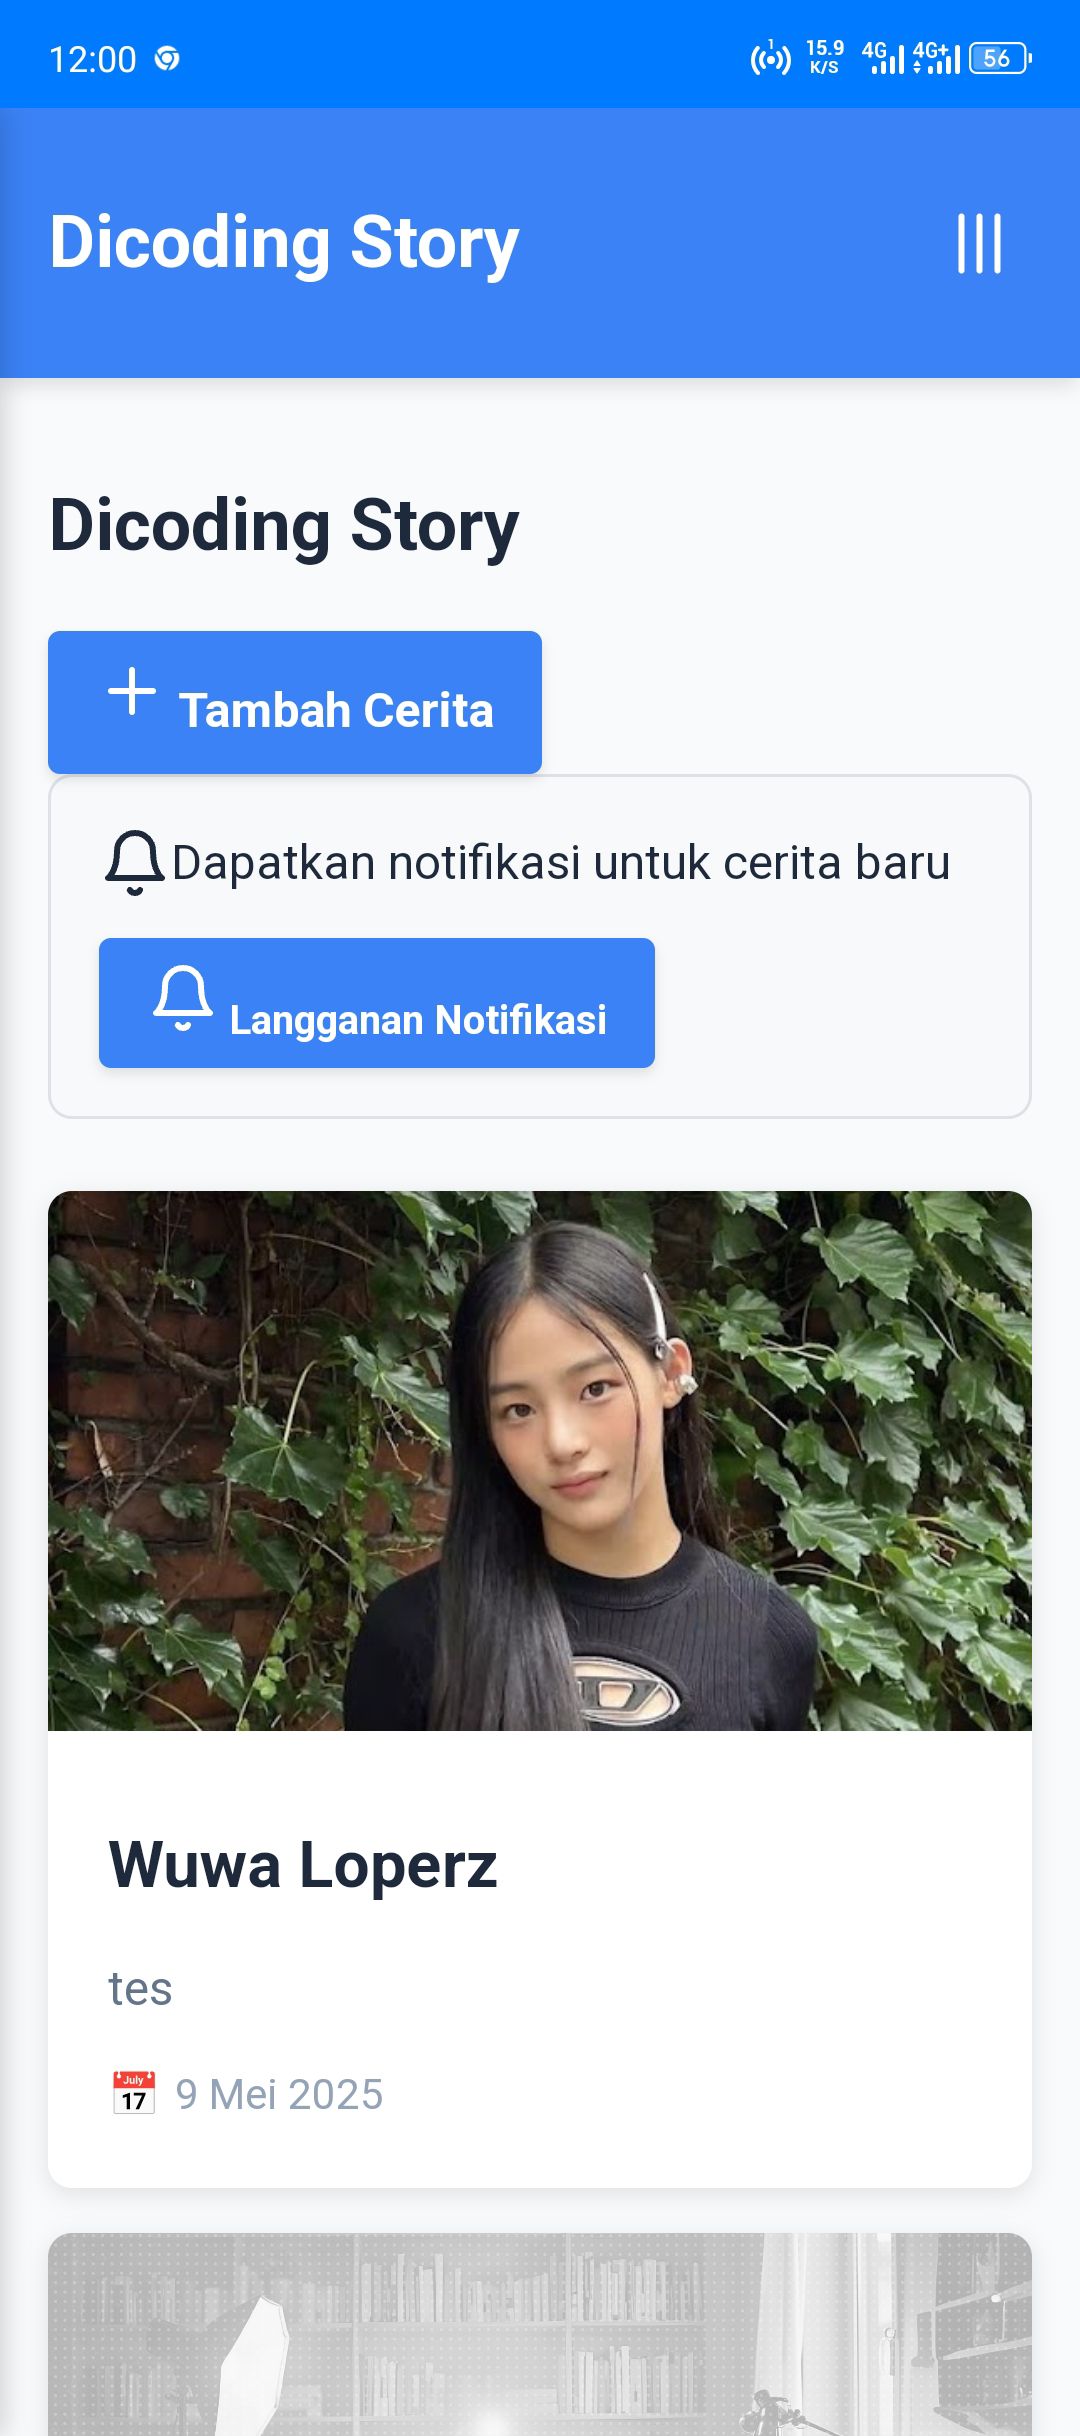 12:00
1
15.9
K/S
4G
4G+
56
Dicoding Story
Dicoding Story
Tambah Cerita
Dapatkan notifikasi untuk cerita baru
Langganan Notifikasi
Wuwa Loperz
tes
July
17
9 Mei 2025